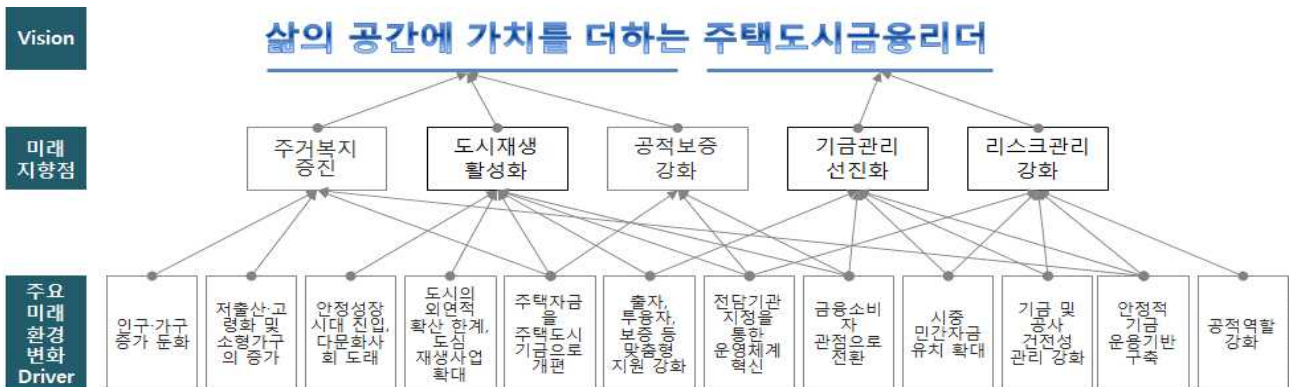 Vision
삶의 공간에 가치를 더하는 주택도시금융리더
미래
지향점
주거복지
증진
도시재생
활성화
공적보증
강화
기금관리
선진화
리스크관리
강화
주요
미래
환경
변화
Driver
인구·가구
증가 둔화
저출산·고
령화 및
소형가구
의 증가
안정성장
시대 진입,
다문화사
회 도래
도시의
외연적
확산 한계,
도심
재생사업
확대
주택자금
을
주택도시
기금으로
개편
출자,
투융자,
보증 등
맞춤형
지원 강화
전담기관
지정을
통한
운영체계
혁신
금융소비
자
관점으로
전환
시중
민간자금
유치 확대
기금 및
공사
건전성
관리 강화
안정적
기금
운용기반
구축
공적역할
강화